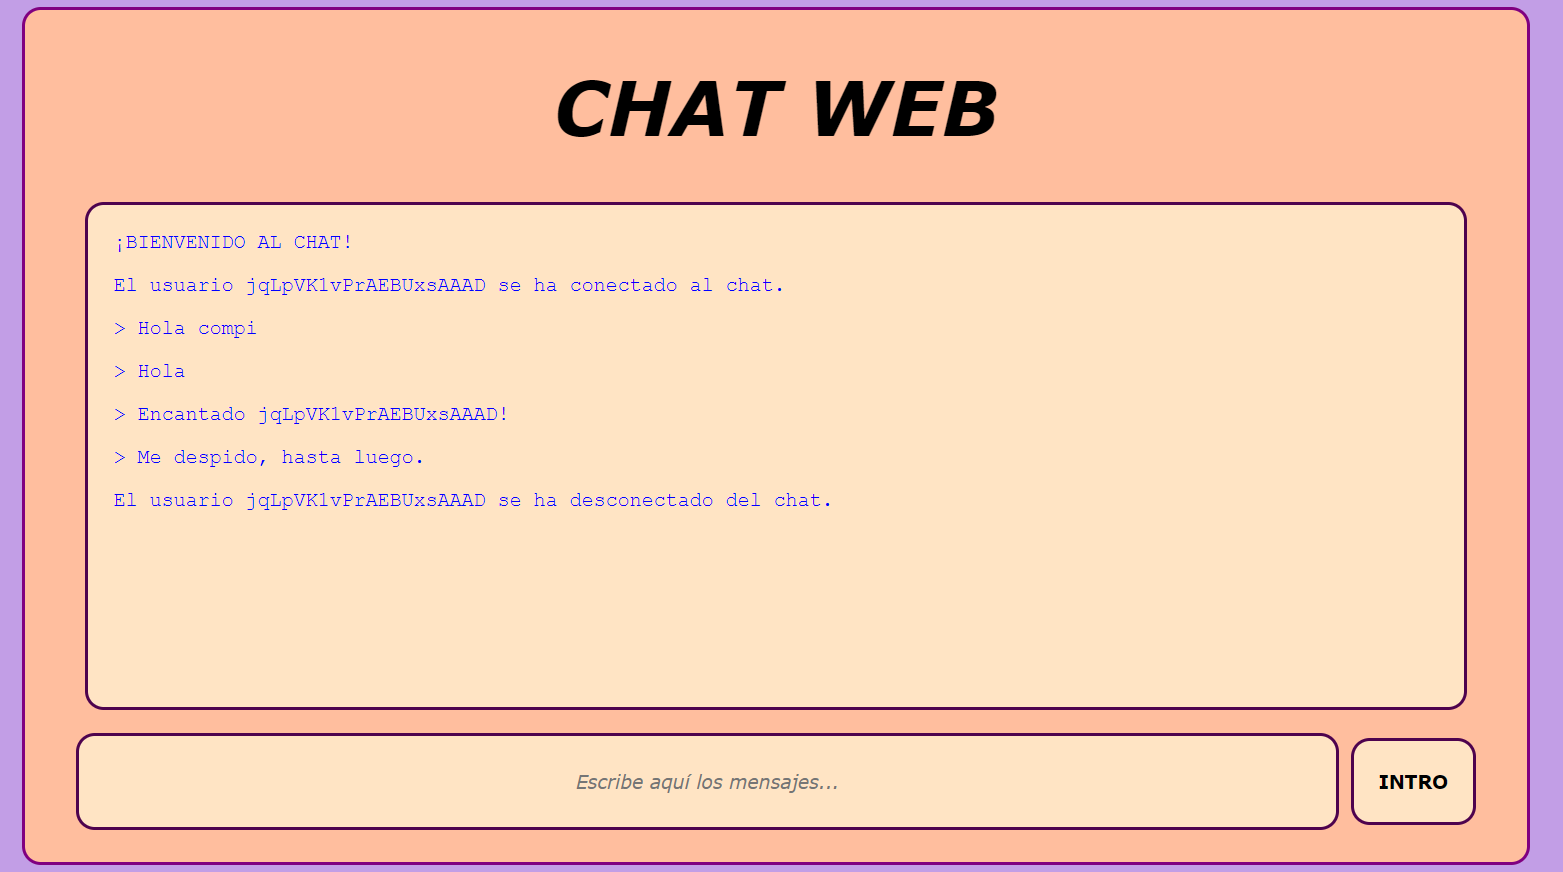 CHAT WEB
¡BIENVENIDO AL CHAT!
El usuario jqLpVK1vPrAEBUxsAAAD se ha conectado al chat.
> Hola compi
> Hola
> Encantado jqLpVK1vPrAEBUxsAAAD!
> Me despido, hasta luego.
El usuario jqLpVK1vPrAEBUxsAAAD se ha desconectado del chat.
Escribe aquí los mensajes...
INTRO